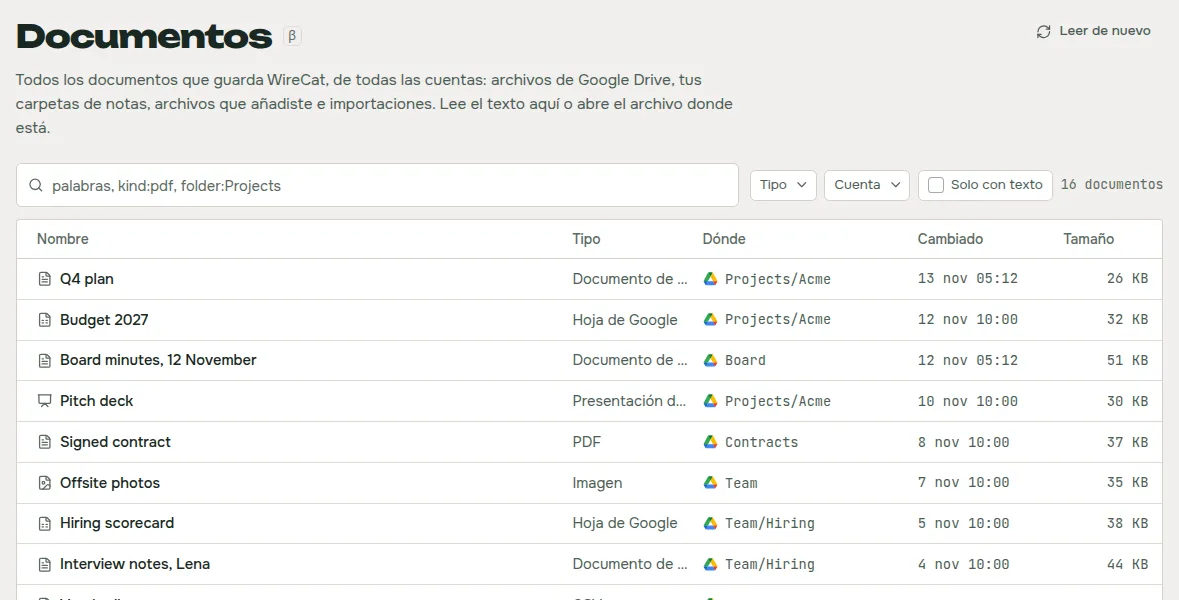 Documentos β
Leer de nuevo
Todos los documentos que guarda WireCat, de todas las cuentas: archivos de Google Drive, tus
carpetas de notas, archivos que añadiste e importaciones. Lee el texto aquí o abre el archivo donde
está.
palabras, kind:pdf, folder:Projects
Tipo
Cuenta
Solo con texto
16 documentos
Nombre Tipo Dónde Cambiado Tamaño
Q4 plan Documento de ... Projects/Acme 13 nov 05:12 26 KB
Budget 2027 Hoja de Google Projects/Acme 12 nov 10:00 32 KB
Board minutes, 12 November Documento de ... Board 12 nov 05:12 51 KB
Pitch deck Presentación d... Projects/Acme 10 nov 10:00 30 KB
Signed contract PDF Contracts 8 nov 10:00 37 KB
Offsite photos Imagen Team 7 nov 10:00 35 KB
Hiring scorecard Hoja de Google Team/Hiring 5 nov 10:00 38 KB
Interview notes, Lena Documento de ... Team/Hiring 4 nov 10:00 44 KB